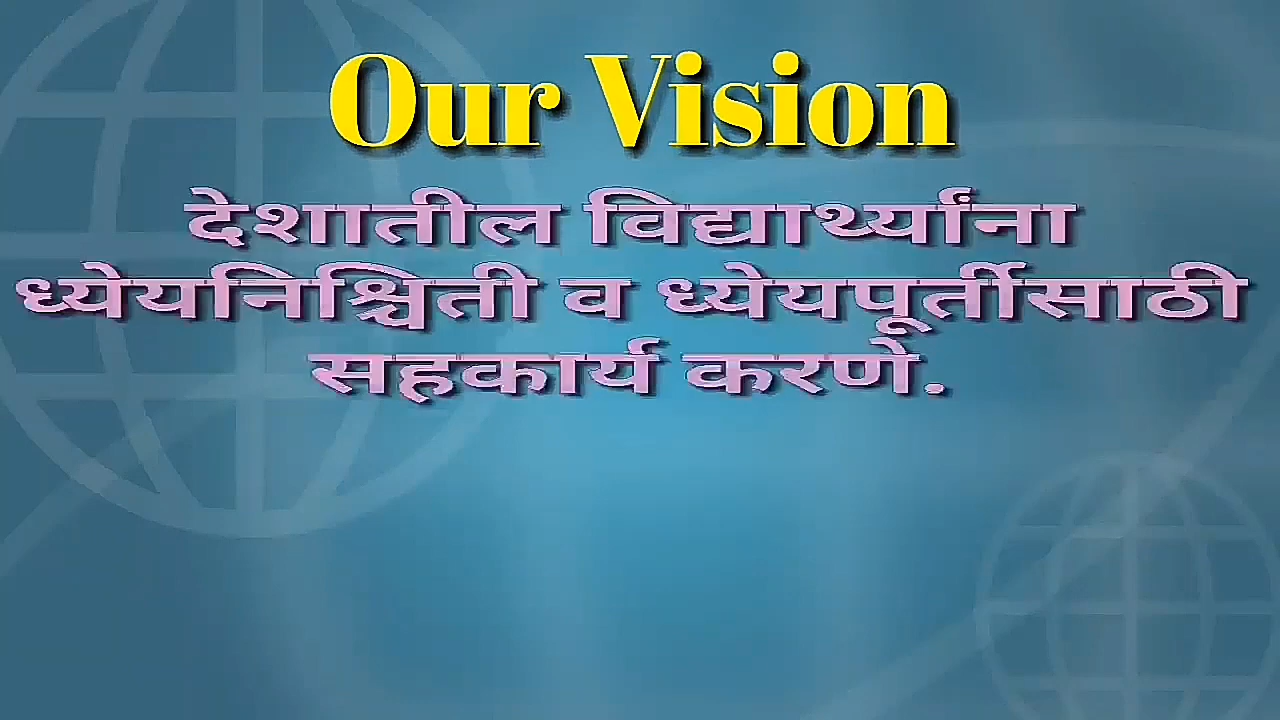 Our Vision
देशातील विद्यार्थ्यांना
ध्येयनिश्चिती व ध्येयपूर्तीसाठी
सहकार्य करणे.